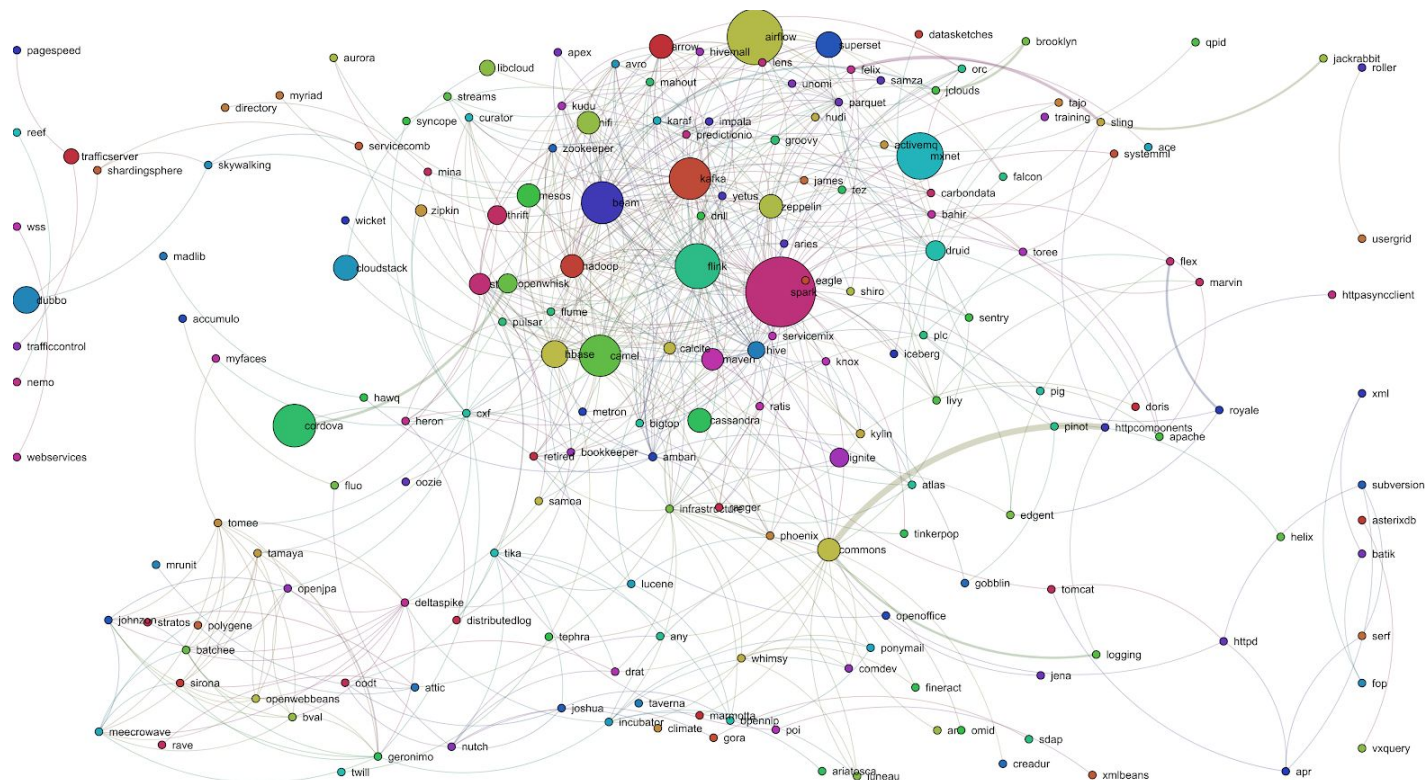 airflow
arrow
hivemall
superset
datasketches
brooklyn
qpid
pagespeed
aurora
libcloud
apex
avro
lens
felix
orc
jackrabbit
roller
myriad
directory
streams
mahout
unomi
samza
jclouds
kudu
parquet
tajo
syncope
curator
nifi
karaf
impala
hudi
training
sling
reef
predictionio
groovy
activemq
ace
trafficserver
shardingsphere
skywalking
servicecomb
zookeeper
mxnet
systemml
mina
kafka
james
tez
falcon
mesos
beam
yetus
zeppelin
carbondata
zipkin
thrift
drill
bahir
wss
wicket
aries
druid
toree
usergrid
madlib
cloudstack
hadoop
flink
flex
dubbo
st
openwhisk
eagle
spark
shiro
marvin
httpasyncclient
accumulo
pulsar
flume
sentry
trafficcontrol
myfaces
hbase
camel
calcite
maven
hive
servicemix
knox
iceberg
plc
nemo
hawq
pig
xml
cordova
heron
cxf
metron
bigtop
cassandra
ratis
livy
doris
royale
kylin
pinot
httpcomponents
apache
webservices
retired
bookkeeper
ambari
ignite
fluo
oozie
samoa
infrastructure
ranger
atlas
edgent
subversion
tomee
phoenix
tinkerpop
asterixdb
tamaya
tika
commons
helix
batik
mrunit
openjpa
lucene
gobblin
tomcat
deltaspike
johnzon
stratos
polygene
distributedlog
tephra
any
openoffice
serf
batchee
whimsy
ponymail
logging
httpd
sirona
oodt
attic
drat
comdev
fineract
jena
fop
openwebbeans
bval
joshua
taverna
meecrowave
rave
incubator
climate
marmotta
opennlp
gora
poi
omid
sdap
nutch
geronimo
vxquery
twill
ariatosca
juneau
creadur
xmlbeans
apr